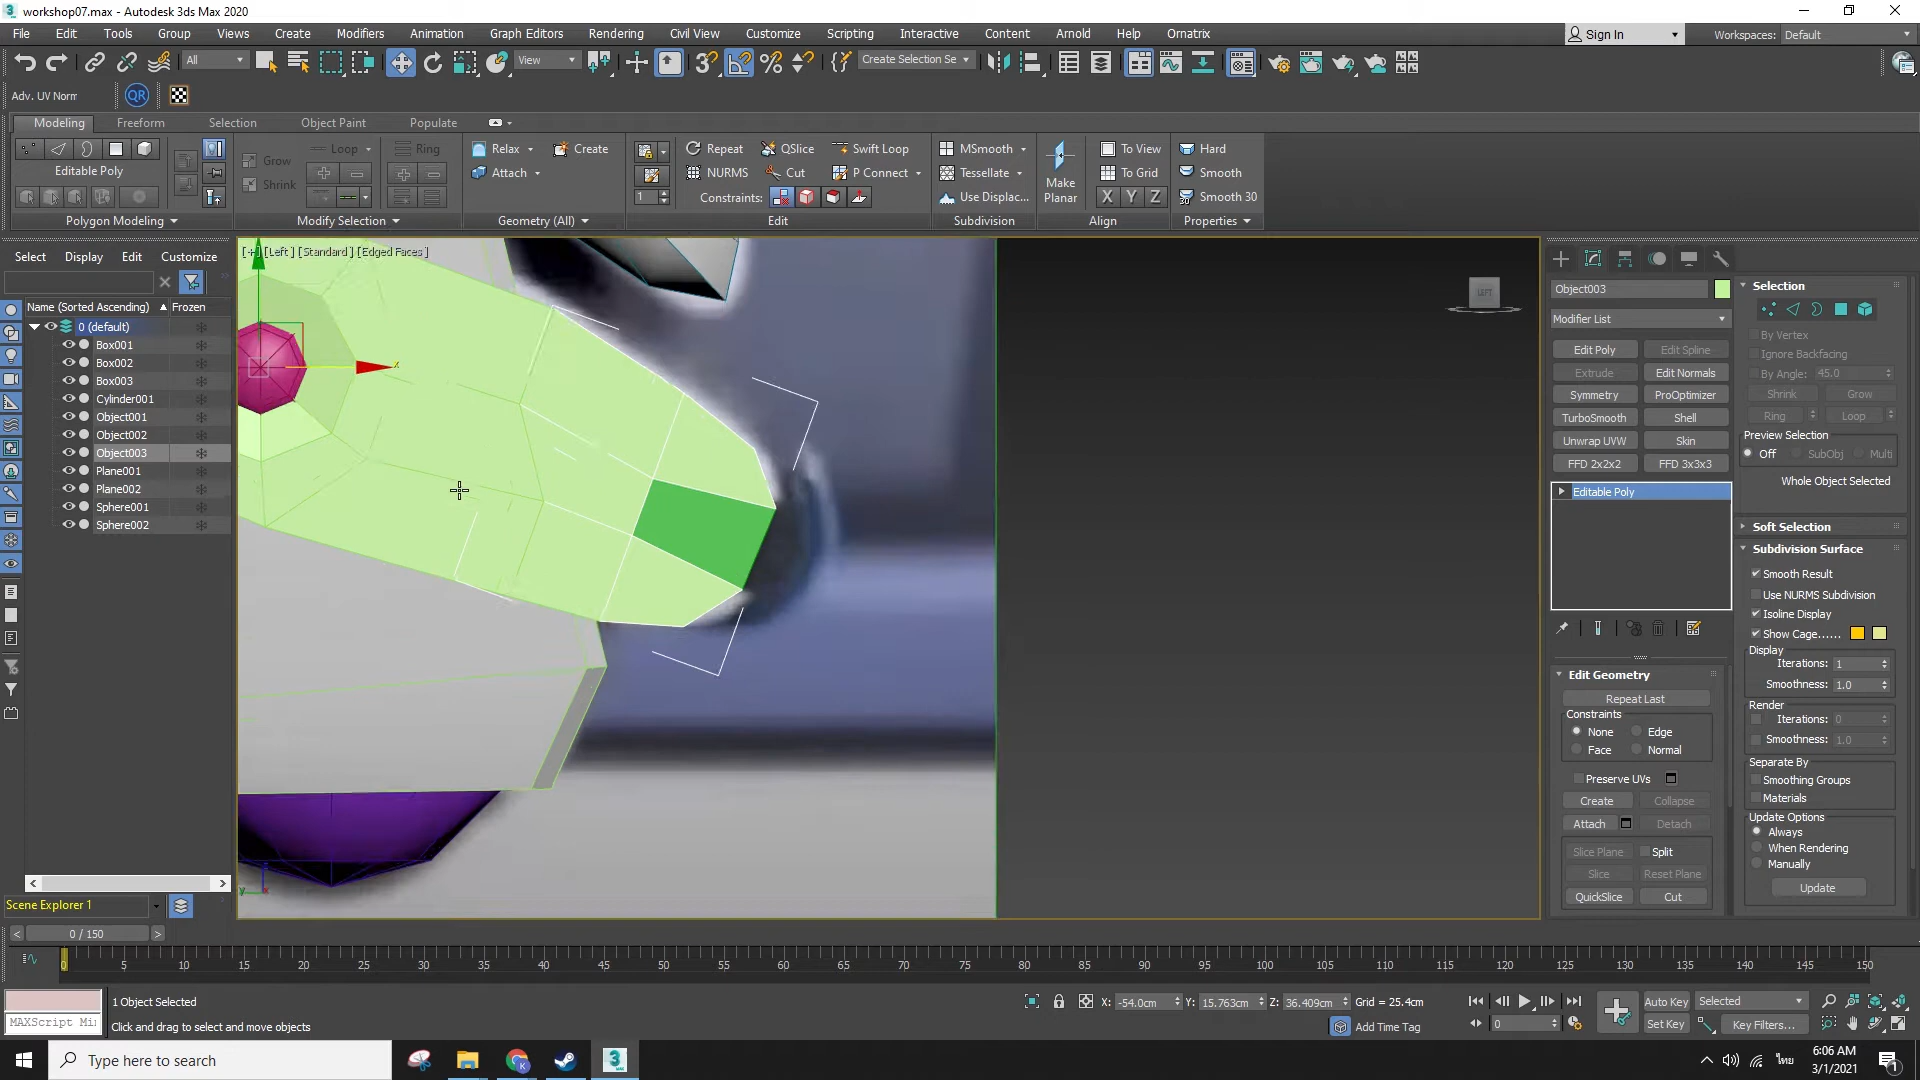 workshop07.max - Autodesk 3ds Max 2020
File Edit Tools Group Views Create Modifiers Animation Graph Editors Rendering Civil View Customize Scripting Interactive Content Arnold Help Ornatrix
Sign In Workspaces: Default
All View Create Selection Se
Adv. UV Norm QR
Modeling Freeform Selection Object Paint Populate
Grow Loop Ring Relax Create Repeat QSlice Swift Loop MSmooth To View Hard
Editable Poly Shrink Attach NURMS Cut P Connect Tessellate To Grid Smooth
1 Constraints: Use Displac... Make Planar X Y Z Smooth 30
Polygon Modeling Modify Selection Geometry (All) Edit Subdivision Align Properties
Select Display Edit Customize
Name (Sorted Ascending) Frozen
0 (default)
Box001
Box002
Box003
Cylinder001
Object001
Object002
Object003
Plane001
Plane002
Sphere001
Sphere002
Scene Explorer 1
[+] [Left ] [Standard ] [Edged Faces ]
LEFT
x
y
Object003
Modifier List
Edit Poly Edit Spline
Extrude Edit Normals
Symmetry ProOptimizer
TurboSmooth Shell
Unwrap UVW Skin
FFD 2x2x2 FFD 3x3x3
Editable Poly
Edit Geometry
Repeat Last
Constraints
None Edge
Face Normal
Preserve UVs
Create Collapse
Attach Detach
Slice Plane Split
Slice Reset Plane
QuickSlice Cut
Selection
By Vertex
Ignore Backfacing
By Angle: 45.0
Shrink Grow
Ring Loop
Preview Selection
Off SubObj Multi
Whole Object Selected
Soft Selection
Subdivision Surface
Smooth Result
Use NURMS Subdivision
Isoline Display
Show Cage......
Display
Iterations: 1
Smoothness: 1.0
Render
Iterations: 0
Smoothness: 1.0
Separate By
Smoothing Groups
Materials
Update Options
Always
When Rendering
Manually
Update
< 0 / 150 >
0 5 10 15 20 25 30 35 40 45 50 55 60 65 70 75 80 85 90 95 100 105 110 115 120 125 130 135 140 145 150
1 Object Selected X: -54.0cm Y: 15.763cm Z: 36.409cm Grid = 25.4cm Auto Key Selected
MAXScript Mi Click and drag to select and move objects Add Time Tag 0 Set Key Key Filters...
Type here to search
ไทย
6:06 AM
3/1/2021
1